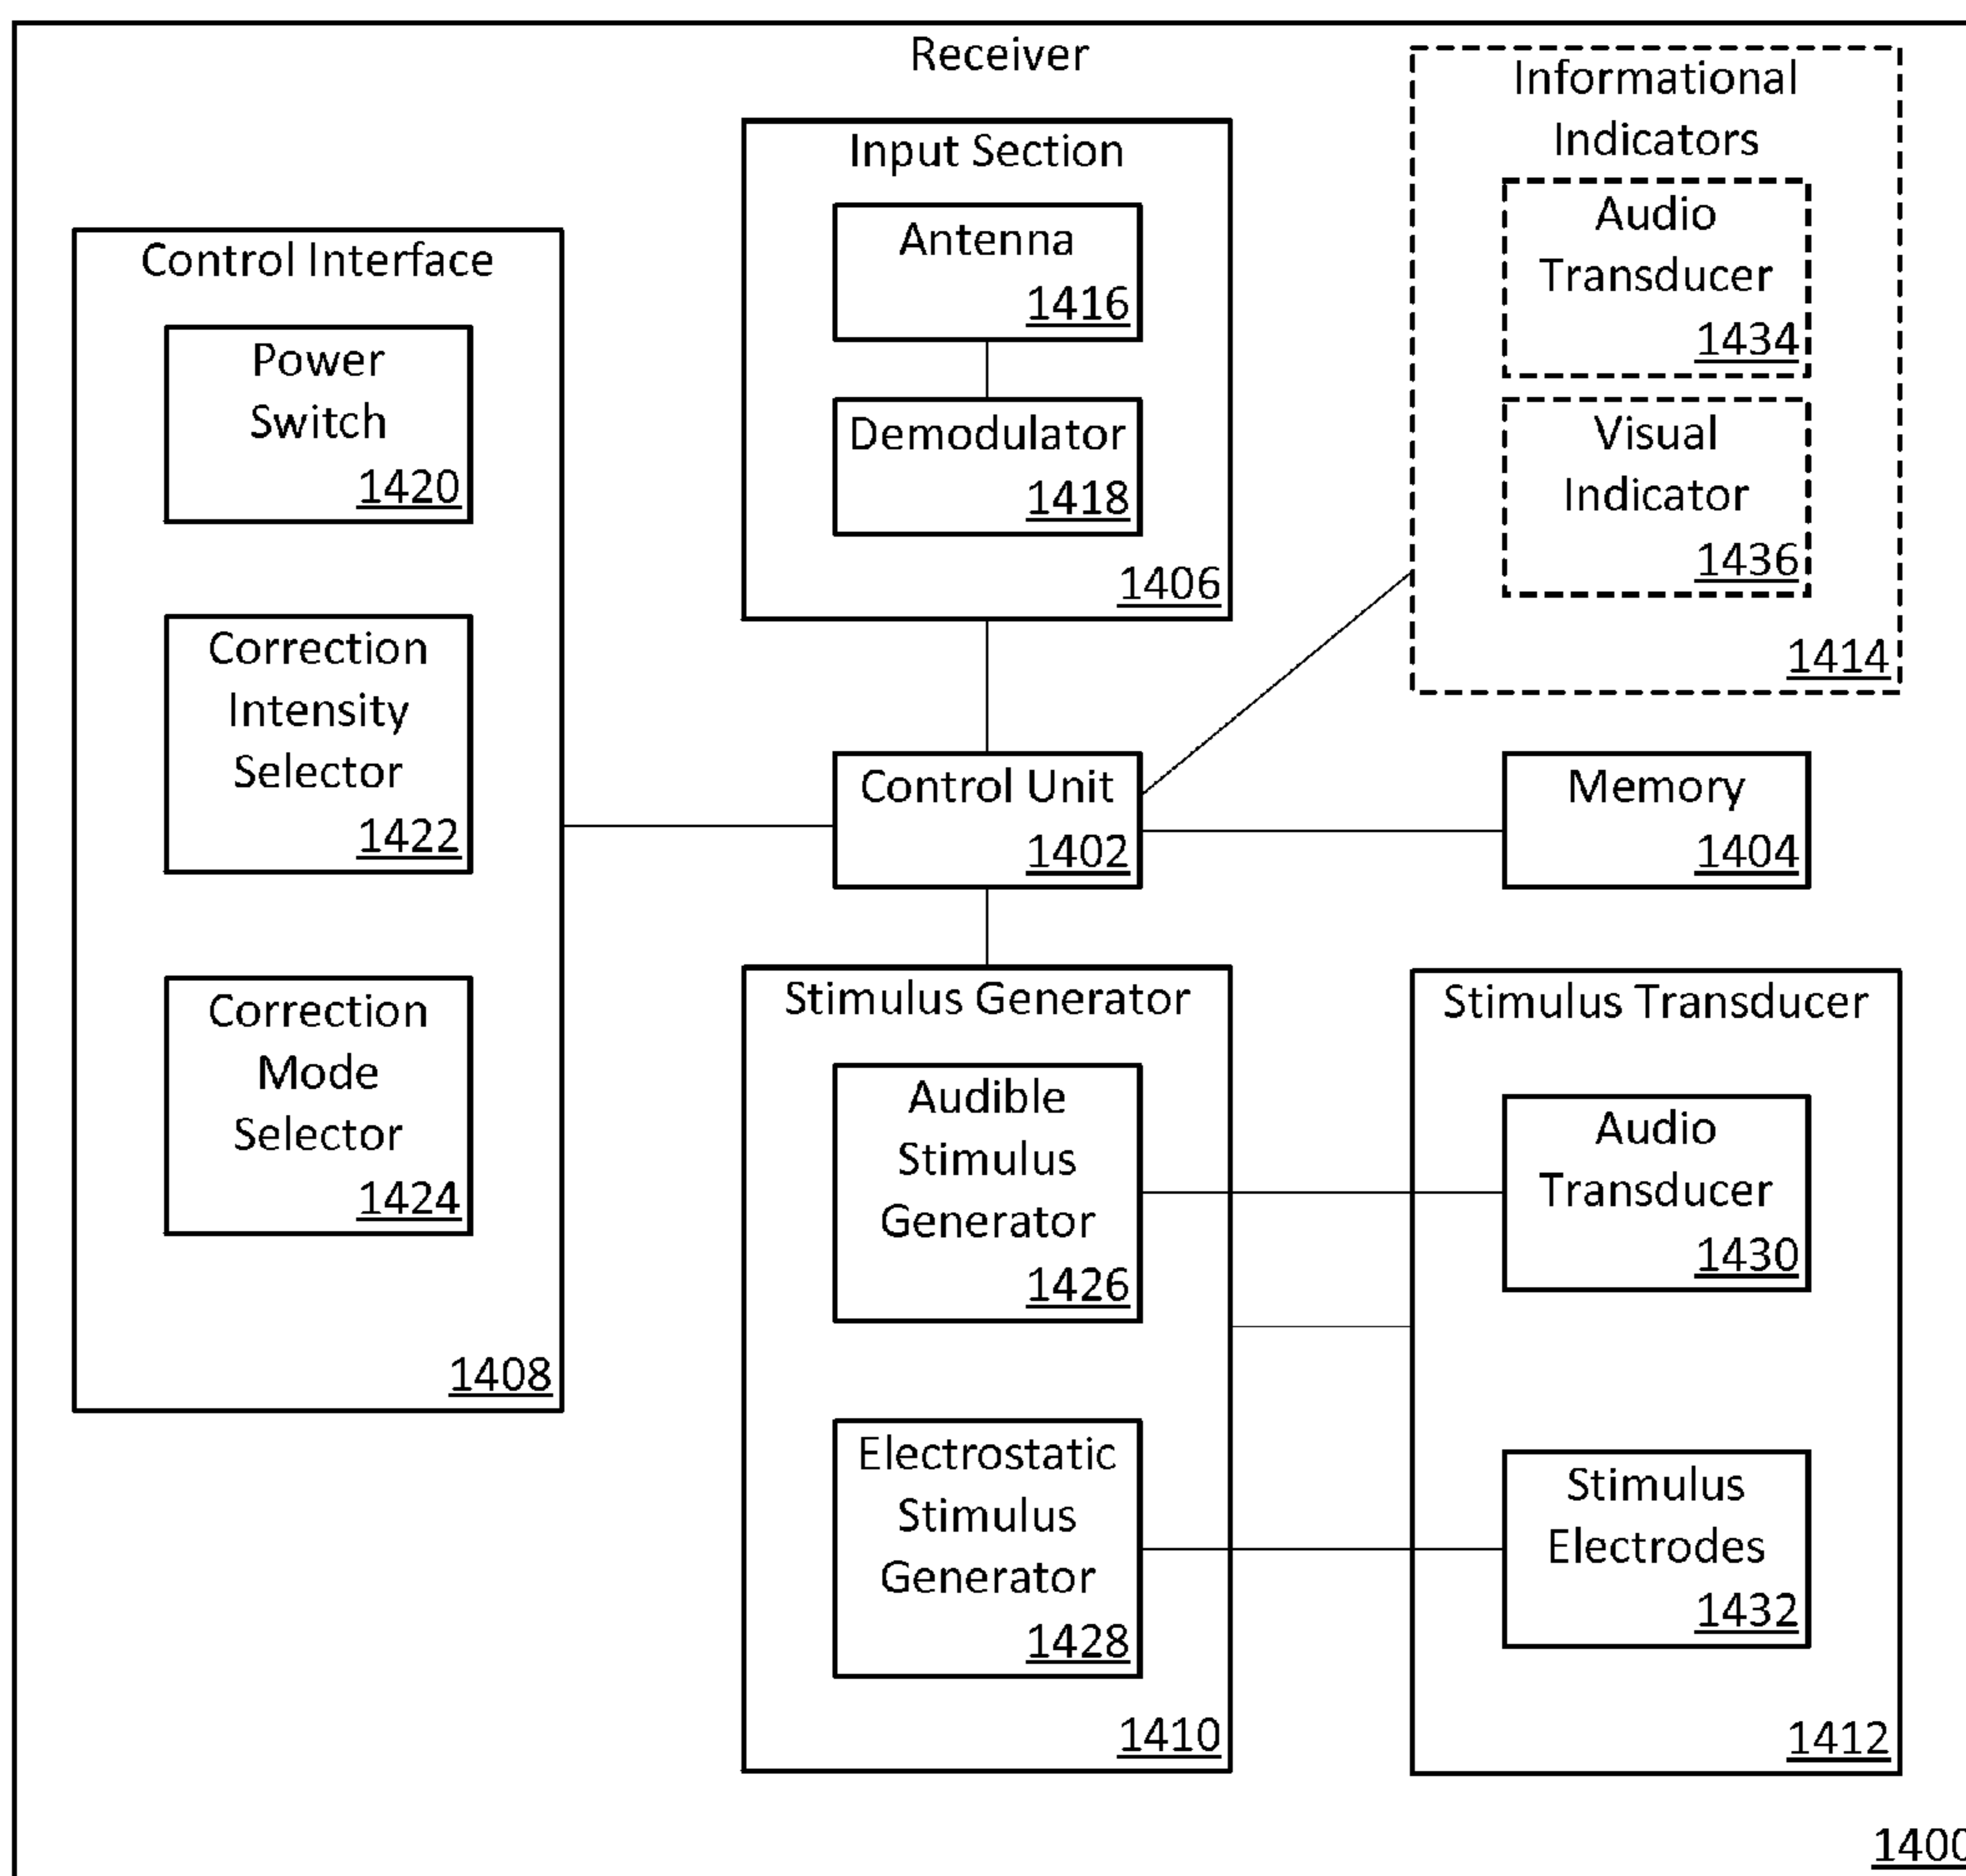 Receiver
Control Interface
Power
Switch
1420
Correction
Intensity
Selector
1422
Correction
Mode
Selector
1424
1408
Input Section
Antenna
1416
Demodulator
1418
1406
Informational
Indicators
Audio
Transducer
1434
Visual
Indicator
1436
1414
Control Unit
1402
Memory
1404
Stimulus Generator
Audible
Stimulus
Generator
1426
Electrostatic
Stimulus
Generator
1428
1410
Stimulus Transducer
Audio
Transducer
1430
Stimulus
Electrodes
1432
1412
1400